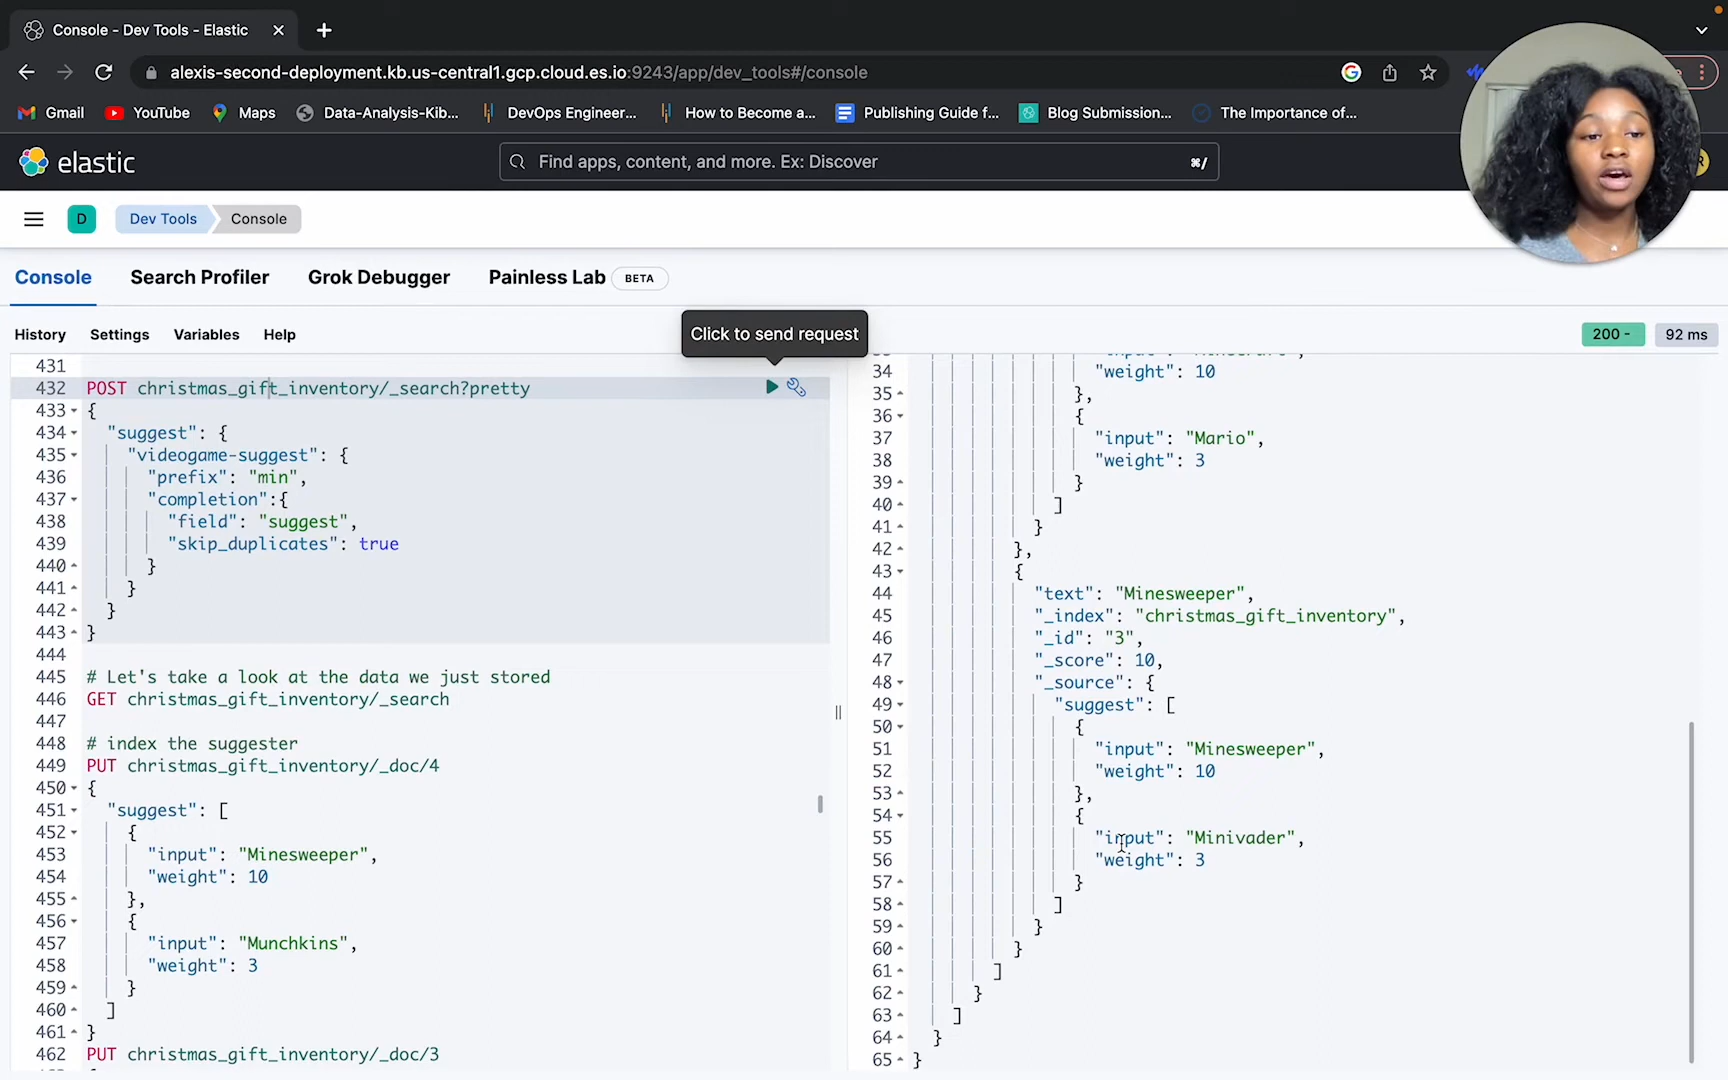 Console - Dev Tools - Elastic
alexis-second-deployment.kb.us-central1.gcp.cloud.es.io:9243/app/dev_tools#/console
Gmail YouTube Maps Data-Analysis-Kib... DevOps Engineer... How to Become a... Publishing Guide f... Blog Submission... The Importance of...
elastic
Find apps, content, and more. Ex: Discover
⌘/
D Dev Tools Console
Console Search Profiler Grok Debugger Painless Lab BETA
Click to send request
History Settings Variables Help
200 - 92 ms
431
432 POST christmas_gift_inventory/_search?pretty
433 {
434 "suggest": {
435 "videogame-suggest": {
436 "prefix": "min",
437 "completion":{
438 "field": "suggest",
439 "skip_duplicates": true
440 }
441 }
442 }
443 }
444
445 # Let's take a look at the data we just stored
446 GET christmas_gift_inventory/_search
447
448 # index the suggester
449 PUT christmas_gift_inventory/_doc/4
450 {
451 "suggest": [
452 {
453 "input": "Minesweeper",
454 "weight": 10
455 },
456 {
457 "input": "Munchkins",
458 "weight": 3
459 }
460 ]
461 }
462 PUT christmas_gift_inventory/_doc/3
34 "weight": 10
35 },
36 {
37 "input": "Mario",
38 "weight": 3
39 }
40 ]
41 }
42 },
43 {
44 "text": "Minesweeper",
45 "_index": "christmas_gift_inventory",
46 "_id": "3",
47 "_score": 10,
48 "_source": {
49 "suggest": [
50 {
51 "input": "Minesweeper",
52 "weight": 10
53 },
54 {
55 "input": "Minivader",
56 "weight": 3
57 }
58 ]
59 }
60 }
61 ]
62 }
63 ]
64 }
65 }